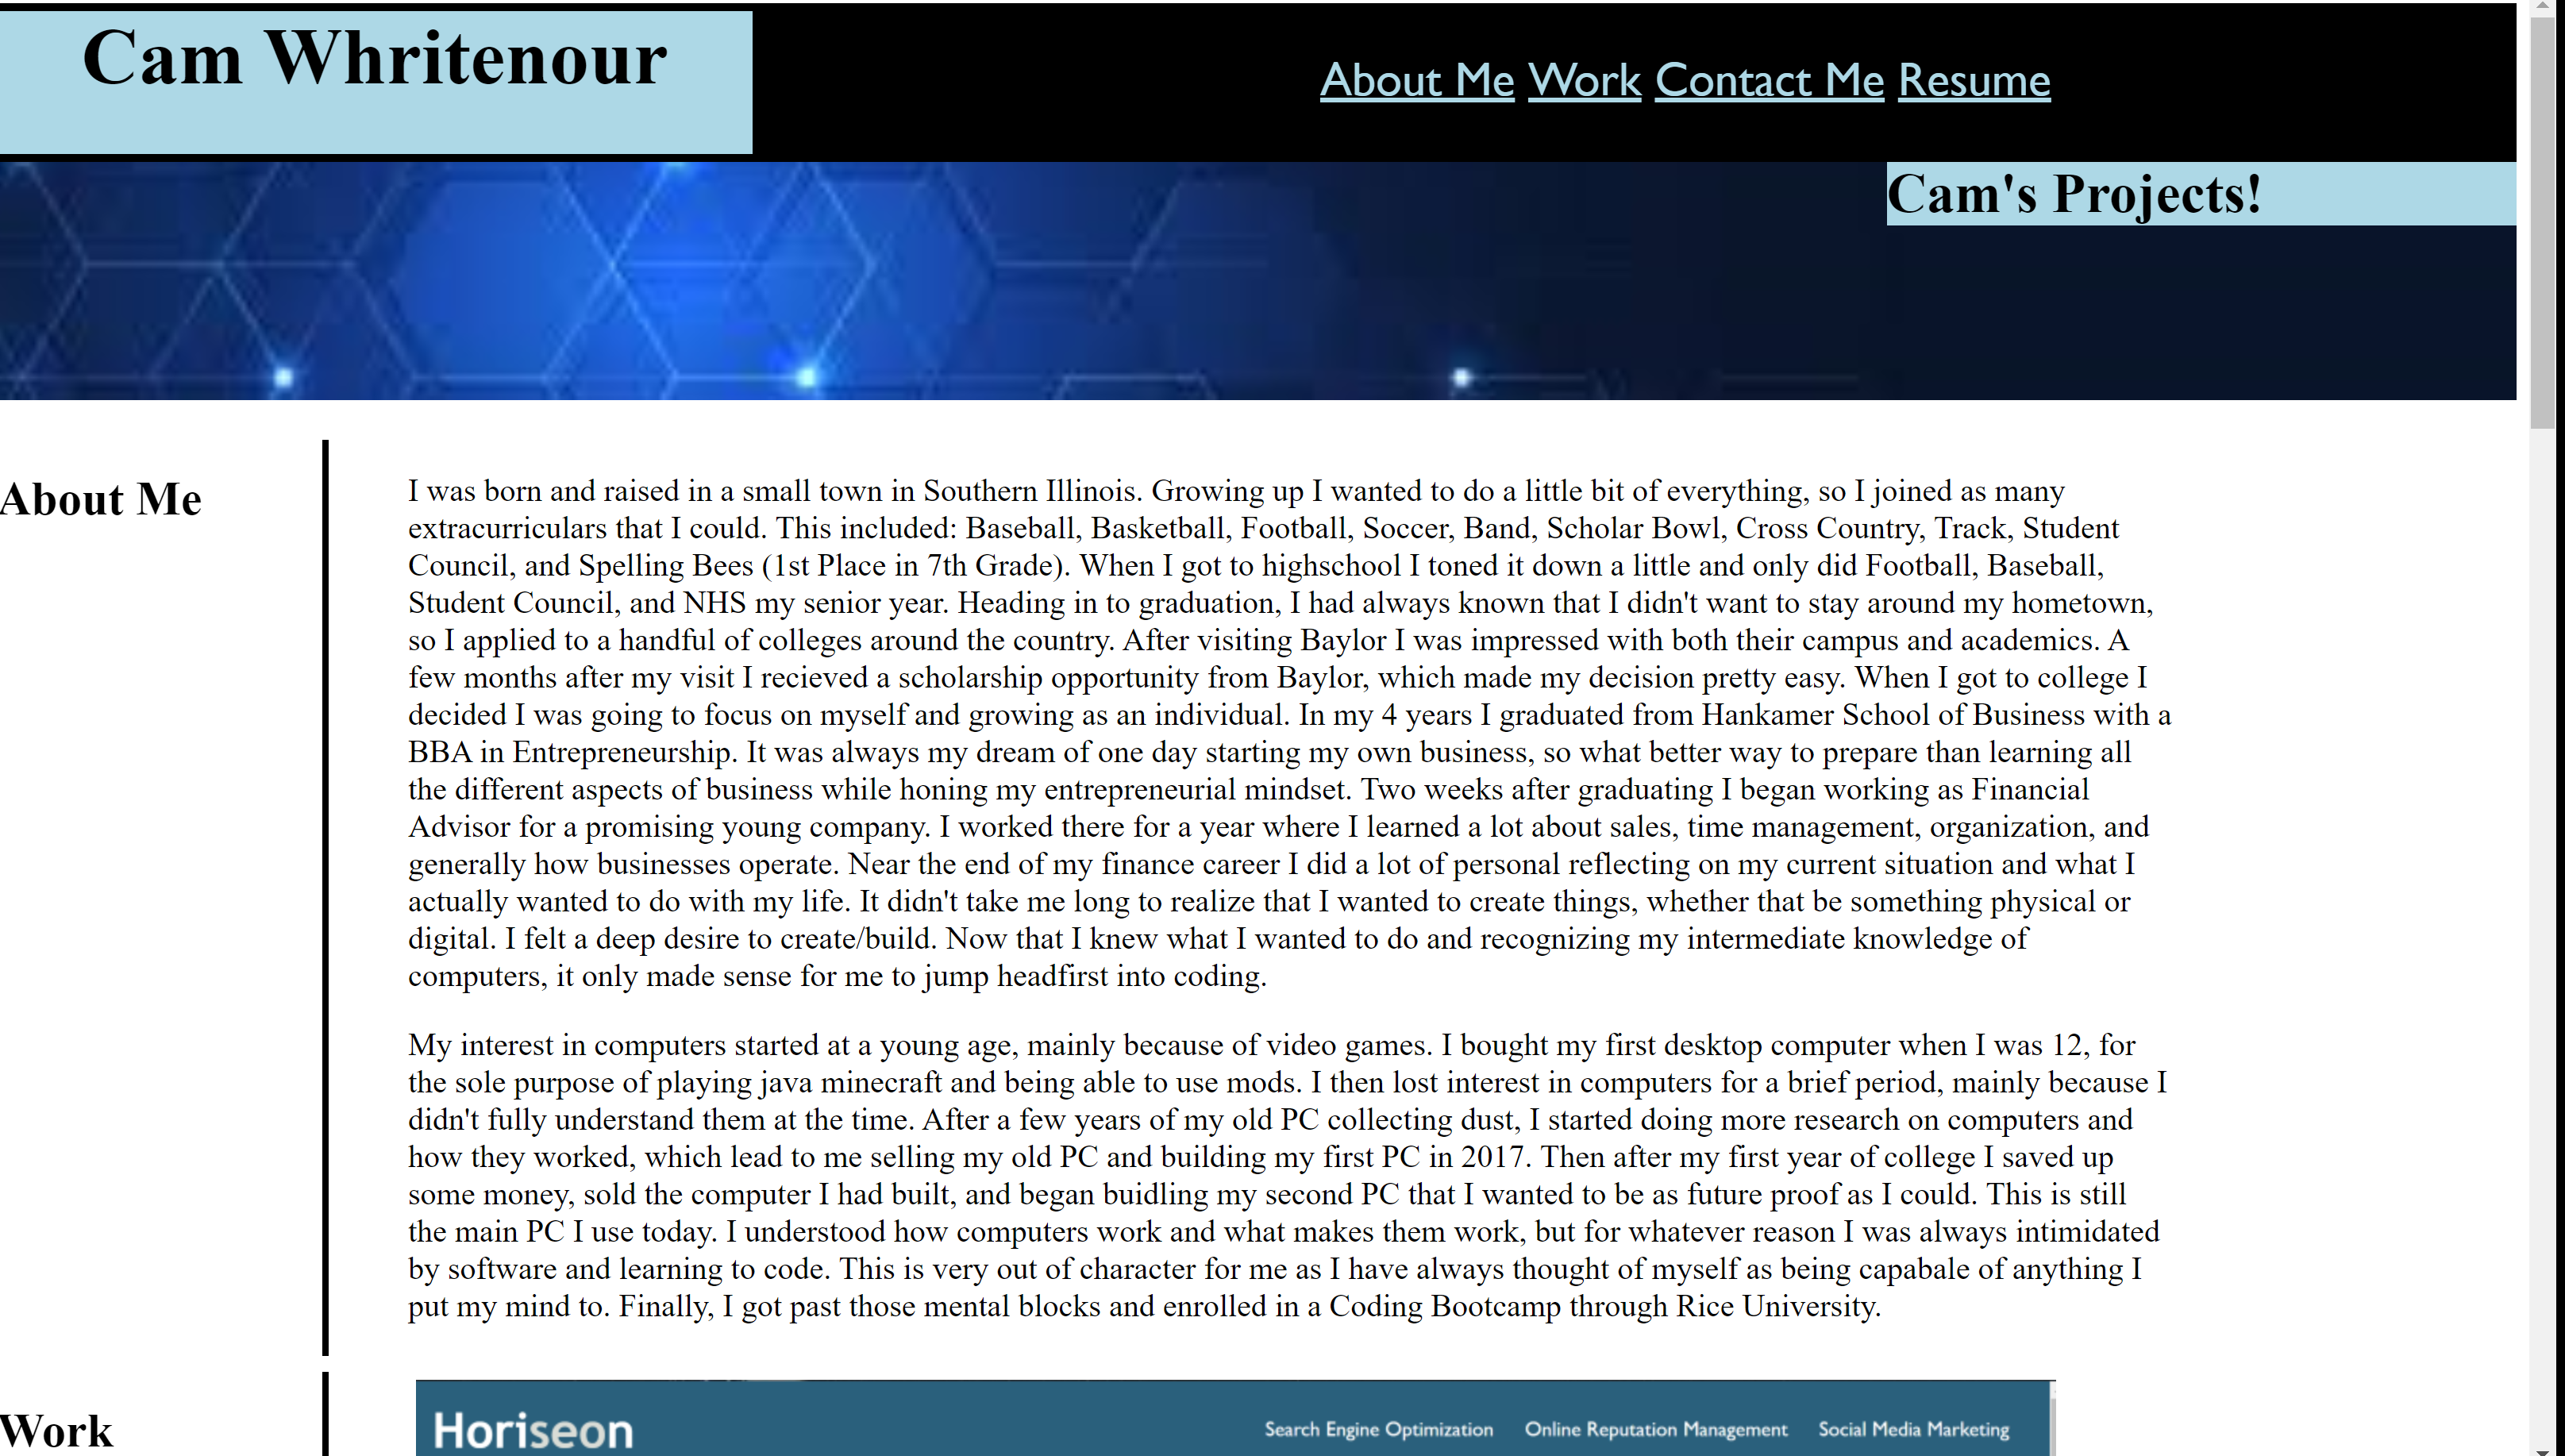 Cam Whritenour
About Me Work Contact Me Resume
Cam's Projects!
About Me
I was born and raised in a small town in Southern Illinois. Growing up I wanted to do a little bit of everything, so I joined as many
extracurriculars that I could. This included: Baseball, Basketball, Football, Soccer, Band, Scholar Bowl, Cross Country, Track, Student
Council, and Spelling Bees (1st Place in 7th Grade). When I got to highschool I toned it down a little and only did Football, Baseball,
Student Council, and NHS my senior year. Heading in to graduation, I had always known that I didn't want to stay around my hometown,
so I applied to a handful of colleges around the country. After visiting Baylor I was impressed with both their campus and academics. A
few months after my visit I recieved a scholarship opportunity from Baylor, which made my decision pretty easy. When I got to college I
decided I was going to focus on myself and growing as an individual. In my 4 years I graduated from Hankamer School of Business with a
BBA in Entrepreneurship. It was always my dream of one day starting my own business, so what better way to prepare than learning all
the different aspects of business while honing my entrepreneurial mindset. Two weeks after graduating I began working as Financial
Advisor for a promising young company. I worked there for a year where I learned a lot about sales, time management, organization, and
generally how businesses operate. Near the end of my finance career I did a lot of personal reflecting on my current situation and what I
actually wanted to do with my life. It didn't take me long to realize that I wanted to create things, whether that be something physical or
digital. I felt a deep desire to create/build. Now that I knew what I wanted to do and recognizing my intermediate knowledge of
computers, it only made sense for me to jump headfirst into coding.
My interest in computers started at a young age, mainly because of video games. I bought my first desktop computer when I was 12, for
the sole purpose of playing java minecraft and being able to use mods. I then lost interest in computers for a brief period, mainly because I
didn't fully understand them at the time. After a few years of my old PC collecting dust, I started doing more research on computers and
how they worked, which lead to me selling my old PC and building my first PC in 2017. Then after my first year of college I saved up
some money, sold the computer I had built, and began buidling my second PC that I wanted to be as future proof as I could. This is still
the main PC I use today. I understood how computers work and what makes them work, but for whatever reason I was always intimidated
by software and learning to code. This is very out of character for me as I have always thought of myself as being capabale of anything I
put my mind to. Finally, I got past those mental blocks and enrolled in a Coding Bootcamp through Rice University.
Work
Horiseon
Search Engine Optimization Online Reputation Management Social Media Marketing